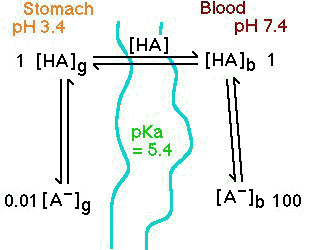 Stomach Blood
pH 3.4 pH 7.4
[HA]
1 [HA]g [HA]b 1
pKa
= 5.4
0.01 [A⁻]g [A⁻]b 100